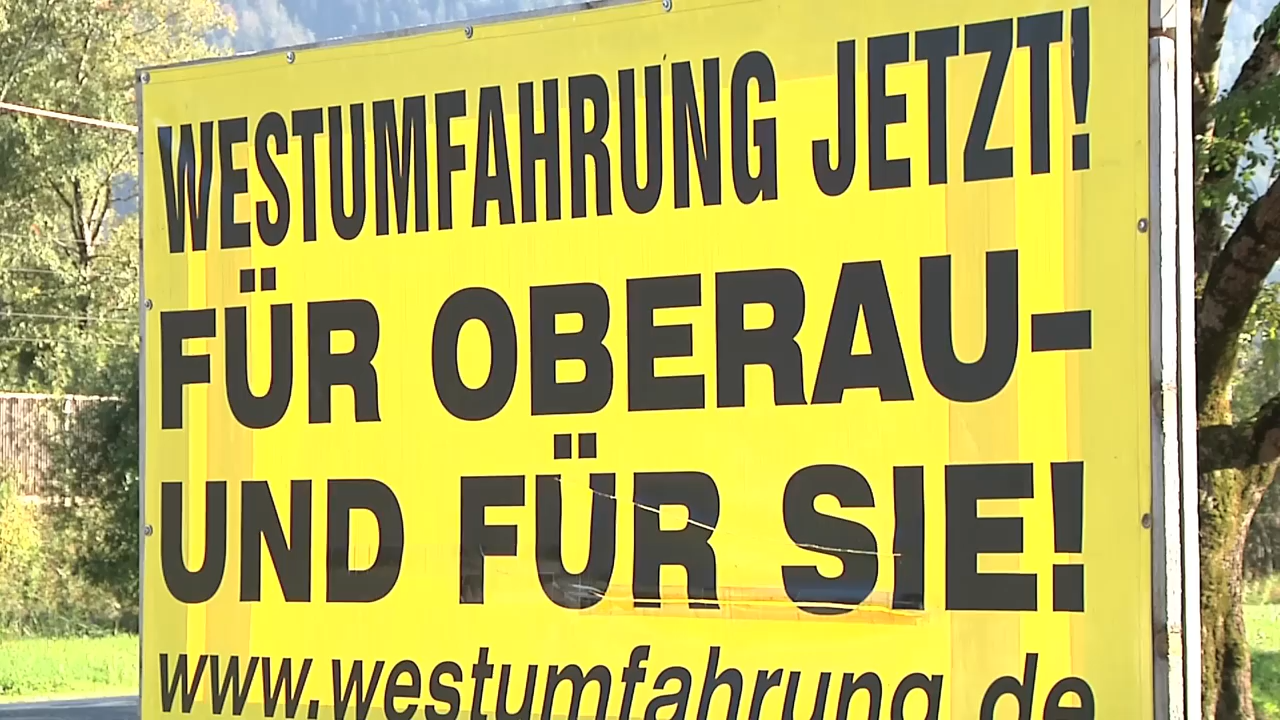 WESTUMFAHRUNG JETZT!
FÜR OBERAU-
UND FÜR SIE!
www.westumfahrung.de